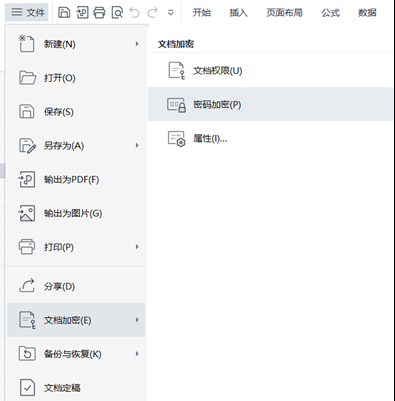 文件 开始 插入 页面布局 公式 数据
文档加密
新建(N)
文档权限(U)
打开(O)
密码加密(P)
保存(S)
属性(I)...
另存为(A)
输出为PDF(F)
输出为图片(G)
打印(P)
分享(D)
文档加密(E)
备份与恢复(K)
文档定稿